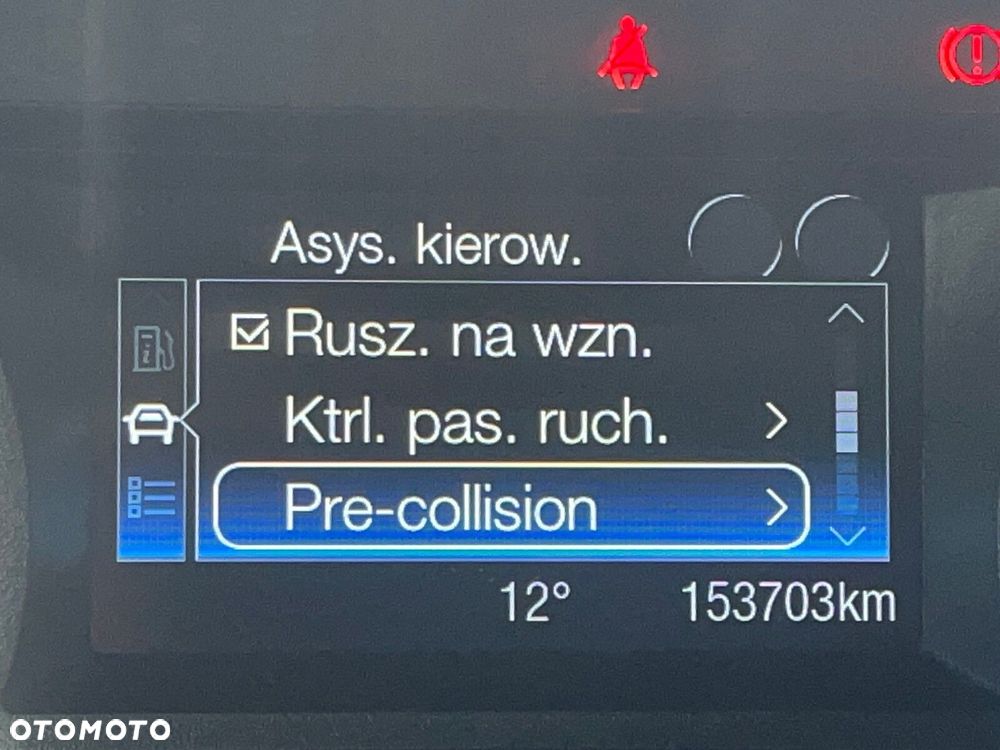 Asys. kierow.
Rusz. na wzn.
Ktrl. pas. ruch.
Pre-collision
12° 153703km
OTOMOTO